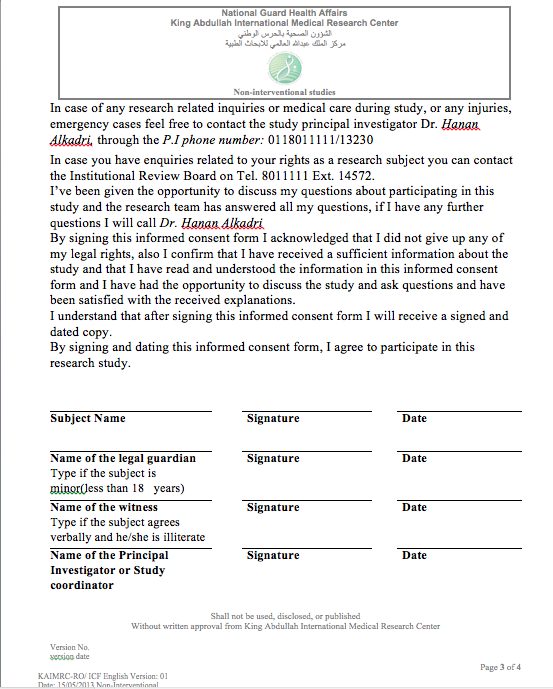 National Guard Health Affairs
King Abdullah International Medical Research Center
الشؤون الصحية بالحرس الوطني
مركز الملك عبدالله العالمي للأبحاث الطبية
Non-interventional studies
In case of any research related inquiries or medical care during study, or any injuries,
emergency cases feel free to contact the study principal investigator Dr. Hanan
Alkadri, through the P.I phone number: 0118011111/13230
In case you have enquiries related to your rights as a research subject you can contact
the Institutional Review Board on Tel. 8011111 Ext. 14572.
I’ve been given the opportunity to discuss my questions about participating in this
study and the research team has answered all my questions, if I have any further
questions I will call Dr. Hanan Alkadri
By signing this informed consent form I acknowledged that I did not give up any of
my legal rights, also I confirm that I have received a sufficient information about the
study and that I have read and understood the information in this informed consent
form and I have had the opportunity to discuss the study and ask questions and have
been satisfied with the received explanations.
I understand that after signing this informed consent form I will receive a signed and
dated copy.
By signing and dating this informed consent form, I agree to participate in this
research study.
Subject Name Signature Date
Name of the legal guardian Signature Date
Type if the subject is
minor(less than 18 years)
Name of the witness Signature Date
Type if the subject agrees
verbally and he/she is illiterate
Name of the Principal Signature Date
Investigator or Study
coordinator
Shall not be used, disclosed, or published
Without written approval from King Abdullah International Medical Research Center
Version No.
version date
Page 3 of 4
KAIMRC-RO/ ICF English Version: 01
Date: 15/05/2013 Non-Interventional